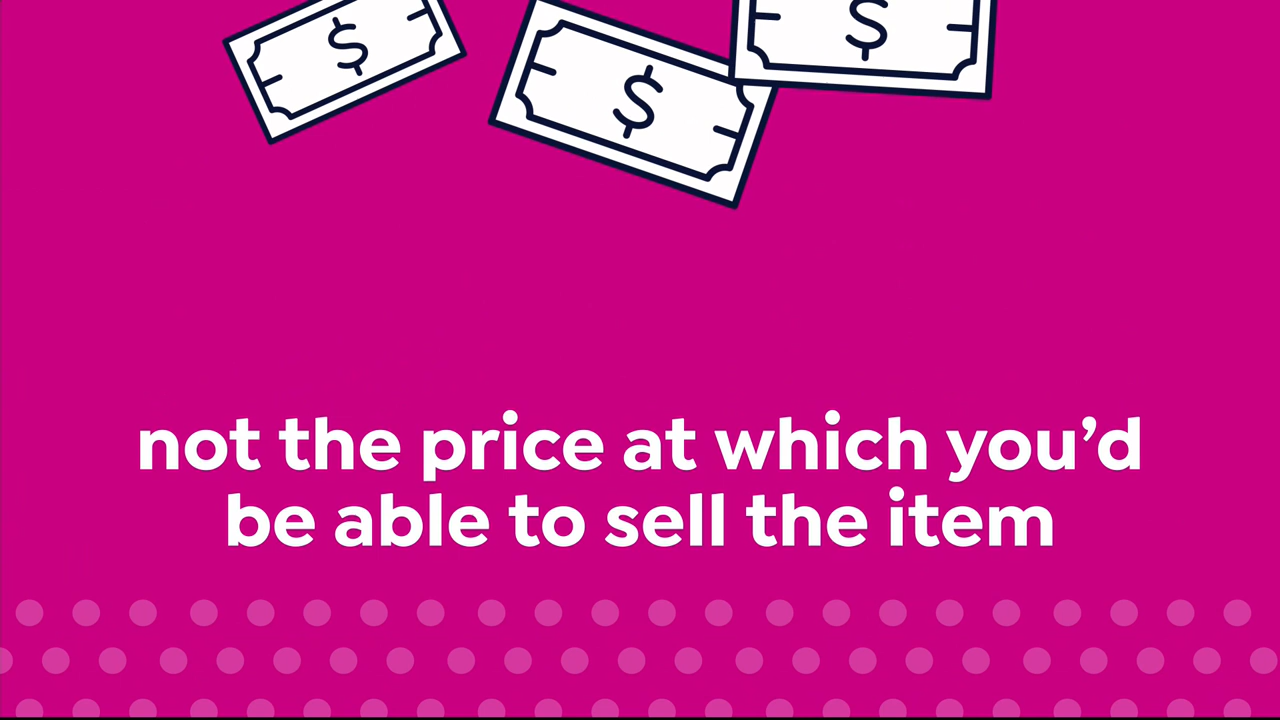 $ $ $
not the price at which you’d
be able to sell the item